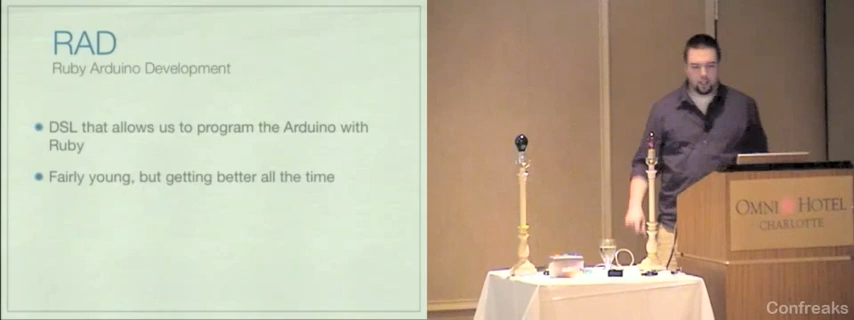 RAD
Ruby Arduino Development
DSL that allows us to program the Arduino with
Ruby
Fairly young, but getting better all the time
OMNI HOTEL
CHARLOTTE
Confreaks